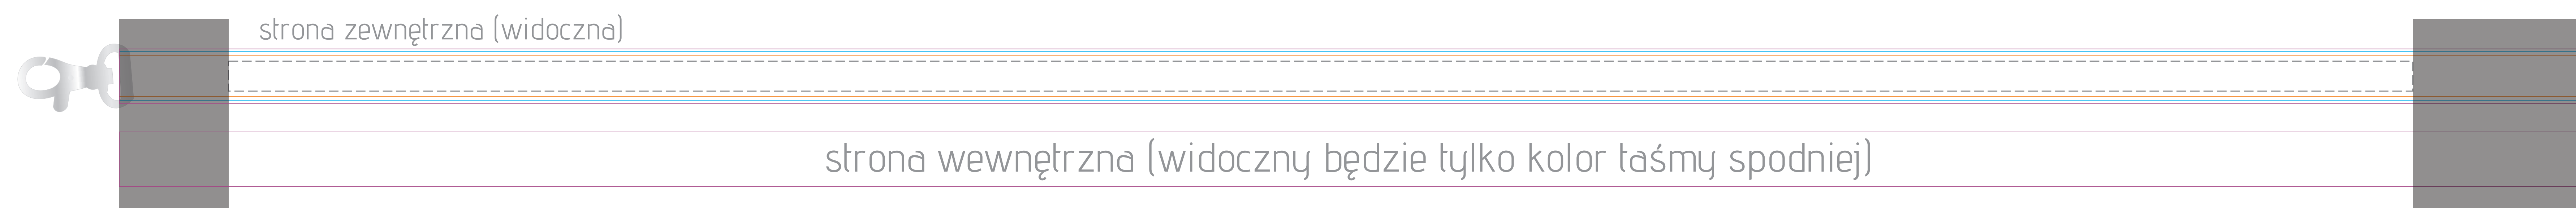 strona zewnętrzna (widoczna)
strona wewnętrzna (widoczny będzie tylko kolor taśmy spodniej)